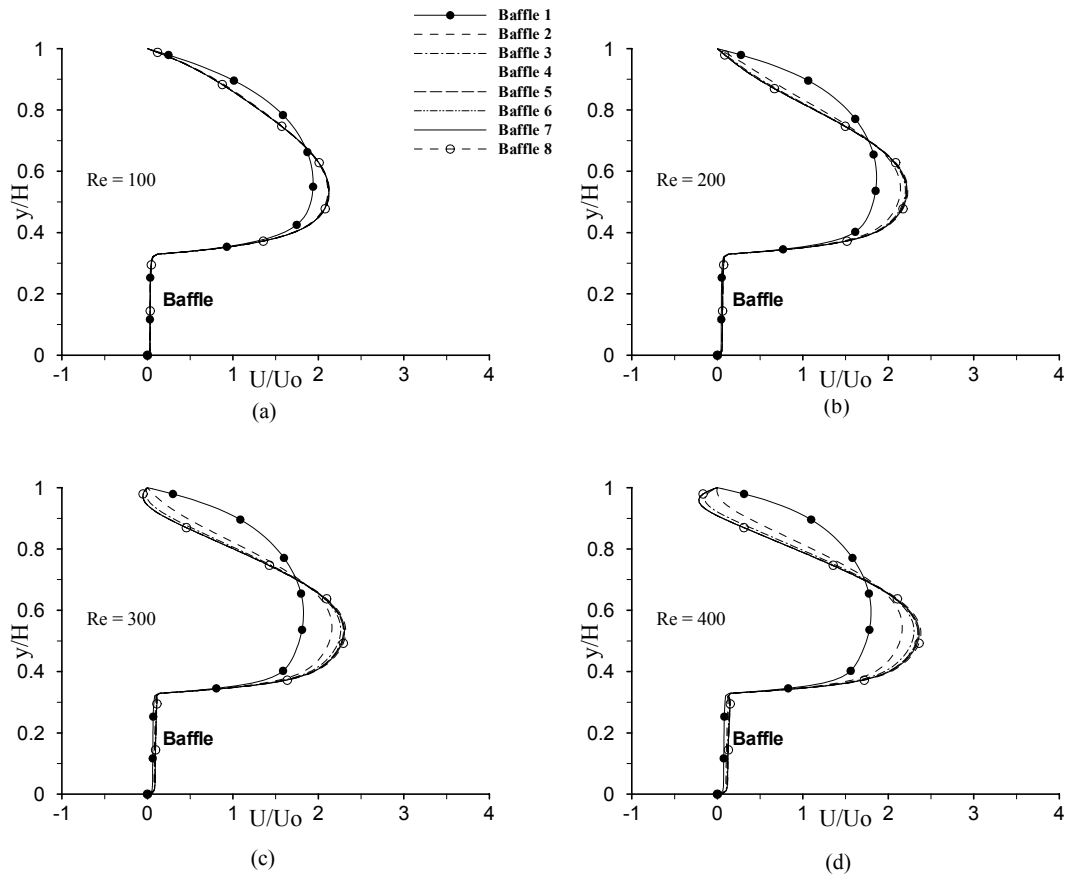 Baffle 1
Baffle 2
Baffle 3
Baffle 4
Baffle 5
Baffle 6
Baffle 7
Baffle 8
1
0.8
0.6
0.4
0.2
0
y/H
Re = 100
Baffle
-1 0 1 2 3 4
U/Uo
(a)
1
0.8
0.6
0.4
0.2
0
y/H
Re = 200
Baffle
-1 0 1 2 3 4
U/Uo
(b)
1
0.8
0.6
0.4
0.2
0
y/H
Re = 300
Baffle
-1 0 1 2 3 4
U/Uo
(c)
1
0.8
0.6
0.4
0.2
0
y/H
Re = 400
Baffle
-1 0 1 2 3 4
U/Uo
(d)